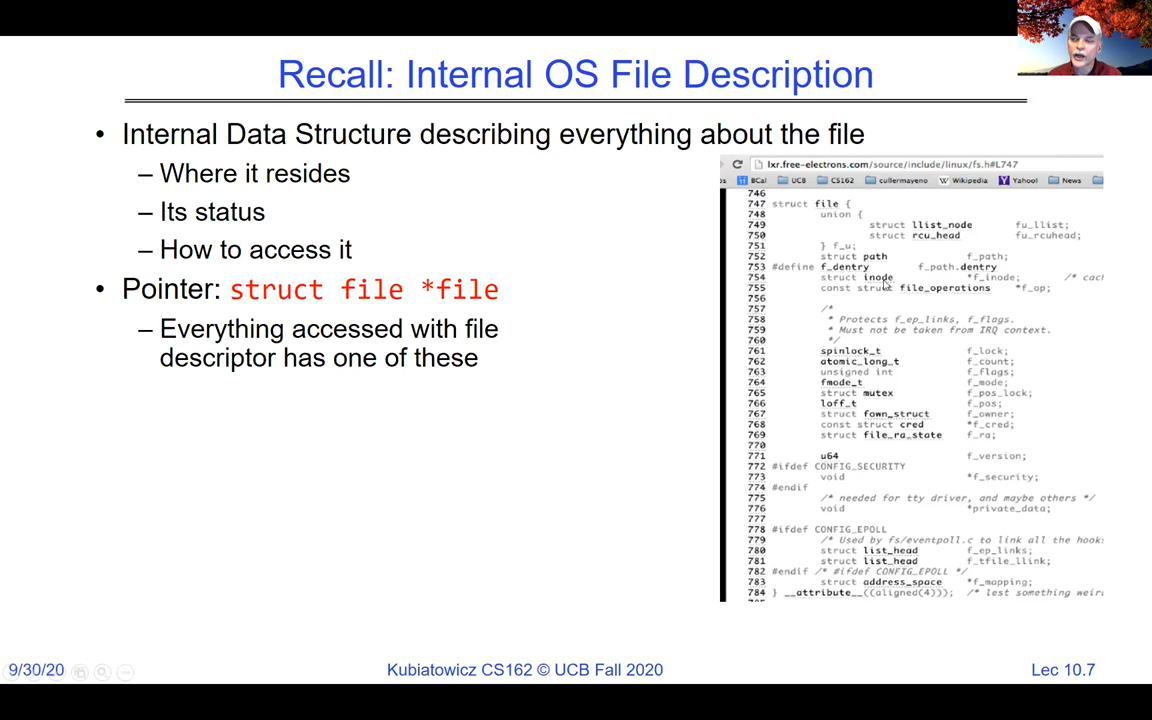 Recall: Internal OS File Description
• Internal Data Structure describing everything about the file
– Where it resides
– Its status
– How to access it
• Pointer: struct file *file
– Everything accessed with file
descriptor has one of these
lxr.free-electrons.com/source/include/linux/fs.h#L747
BCal UCB CS162 cullermayeno Wikipedia Yahoo! News
746
747 struct file {
748 union {
749 struct llist_node fu_llist;
750 struct rcu_head fu_rcuhead;
751 } f_u;
752 struct path f_path;
753 #define f_dentry f_path.dentry
754 struct inode *f_inode; /* cach
755 const struct file_operations *f_op;
756
757 /*
758 * Protects f_ep_links, f_flags.
759 * Must not be taken from IRQ context.
760 */
761 spinlock_t f_lock;
762 atomic_long_t f_count;
763 unsigned int f_flags;
764 fmode_t f_mode;
765 struct mutex f_pos_lock;
766 loff_t f_pos;
767 struct fown_struct f_owner;
768 const struct cred *f_cred;
769 struct file_ra_state f_ra;
770
771 u64 f_version;
772 #ifdef CONFIG_SECURITY
773 void *f_security;
774 #endif
775 /* needed for tty driver, and maybe others */
776 void *private_data;
777
778 #ifdef CONFIG_EPOLL
779 /* Used by fs/eventpoll.c to link all the hook
780 struct list_head f_ep_links;
781 struct list_head f_tfile_llink;
782 #endif /* #ifdef CONFIG_EPOLL */
783 struct address_space *f_mapping;
784 } __attribute__((aligned(4))); /* lest something weir
9/30/20
Kubiatowicz CS162 © UCB Fall 2020
Lec 10.7